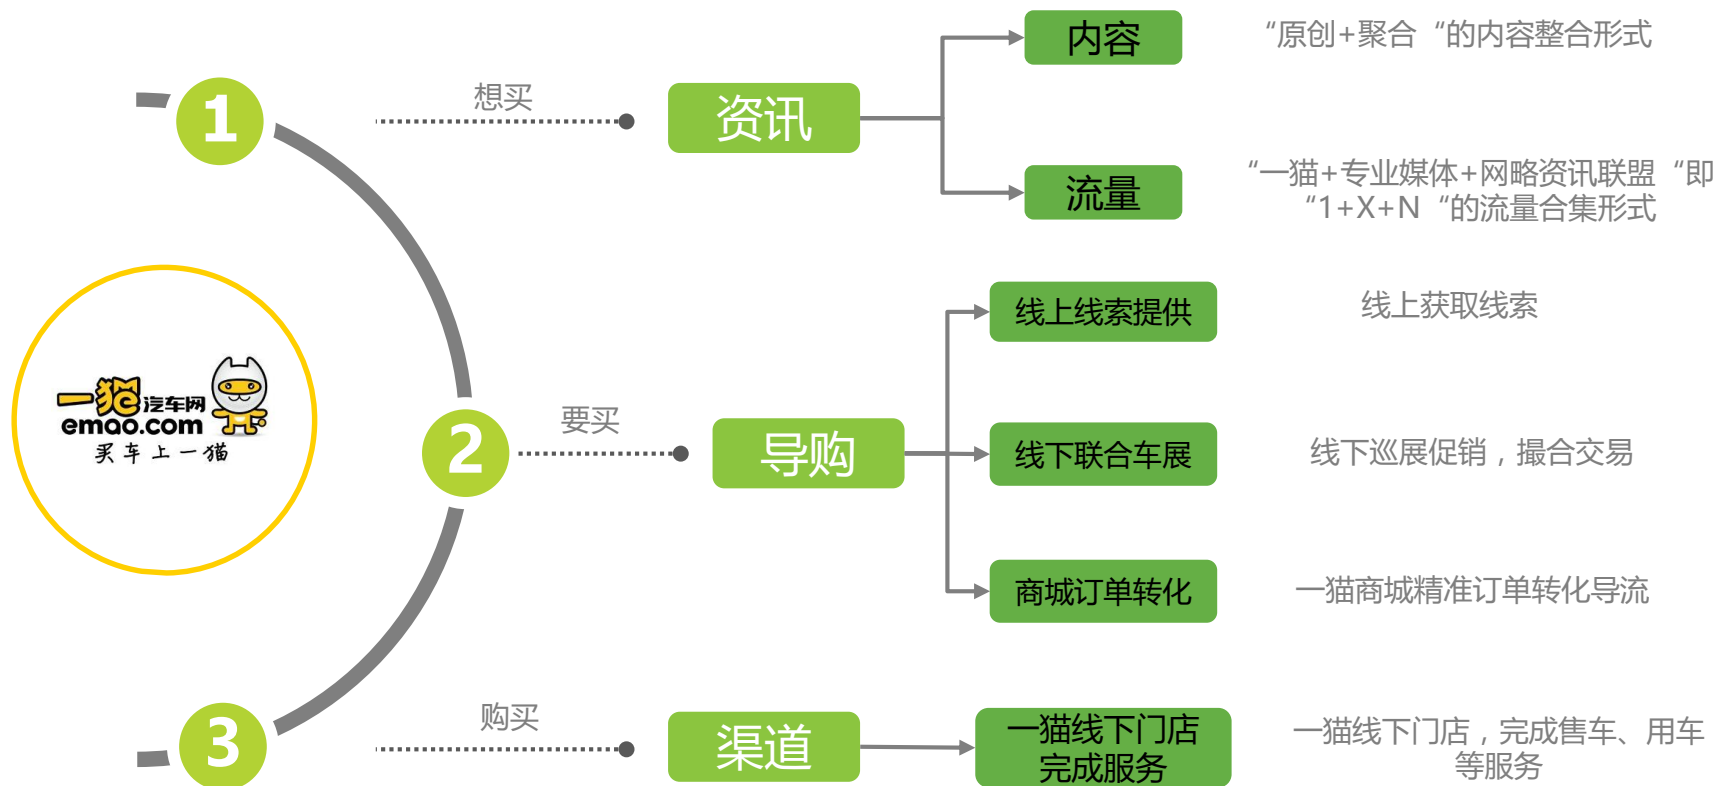 内容
“原创+聚合“的内容整合形式
1
想买
资讯
流量
“一猫+专业媒体+网略资讯联盟“即
“1+X+N“的流量合集形式
线上线索提供
线上获取线索
一猫汽车网
emao.com
买车上一猫
2
要买
导购
线下联合车展
线下巡展促销，撮合交易
商城订单转化
一猫商城精准订单转化导流
3
购买
渠道
一猫线下门店
完成服务
一猫线下门店，完成售车、用车
等服务